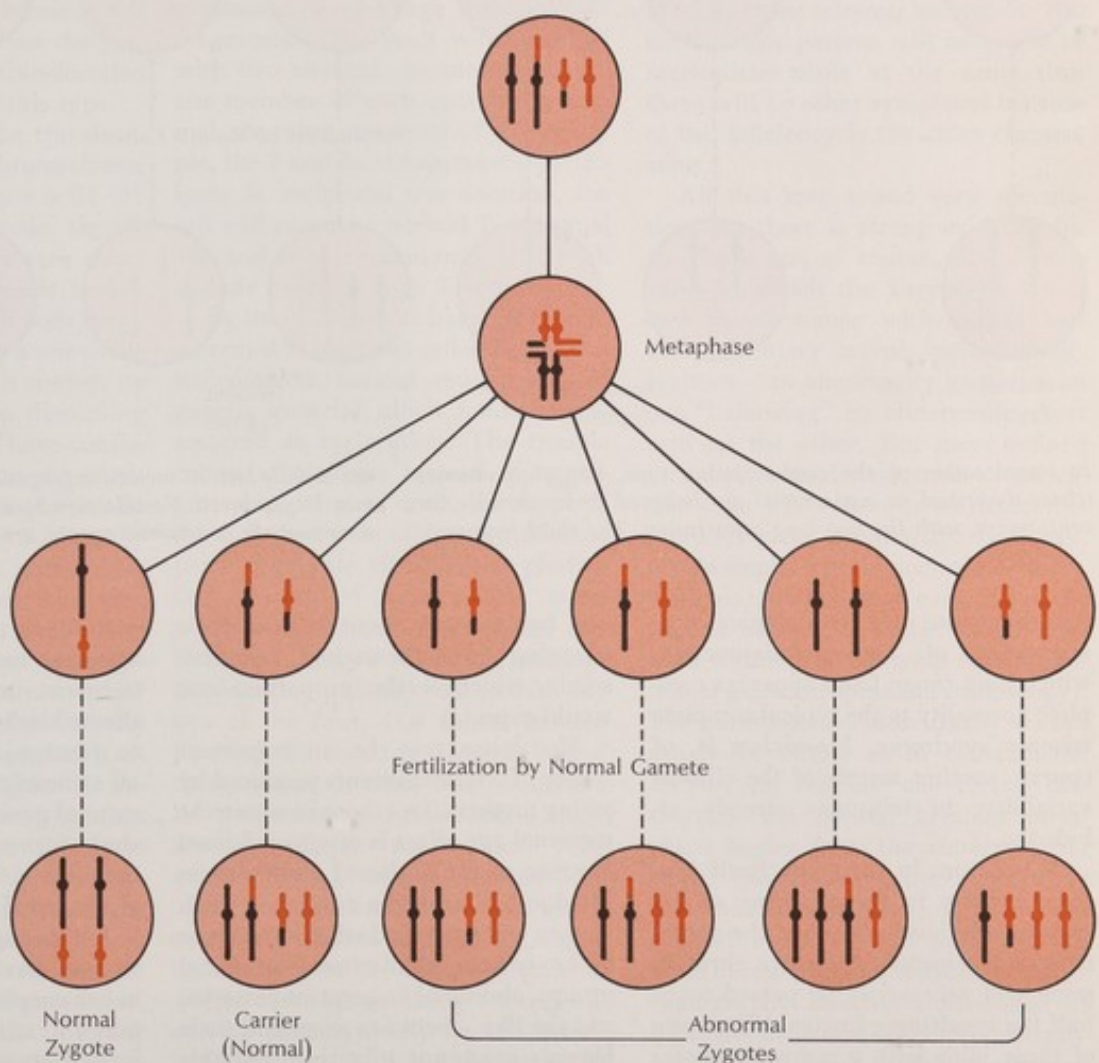 Metaphase
Fertilization by Normal Gamete
Normal
Zygote
Carrier
(Normal)
Abnormal
Zygotes